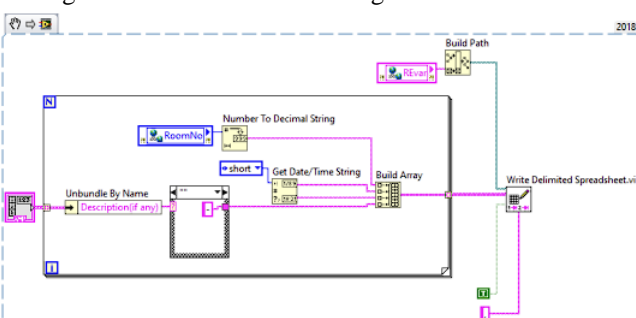 2018
Build Path
REvar
N
Number To Decimal String
RoomNo
short
Get Date/Time String
Build Array
Write Delimited Spreadsheet.vi
Unbundle By Name
Description(if any)
""
-
i
T